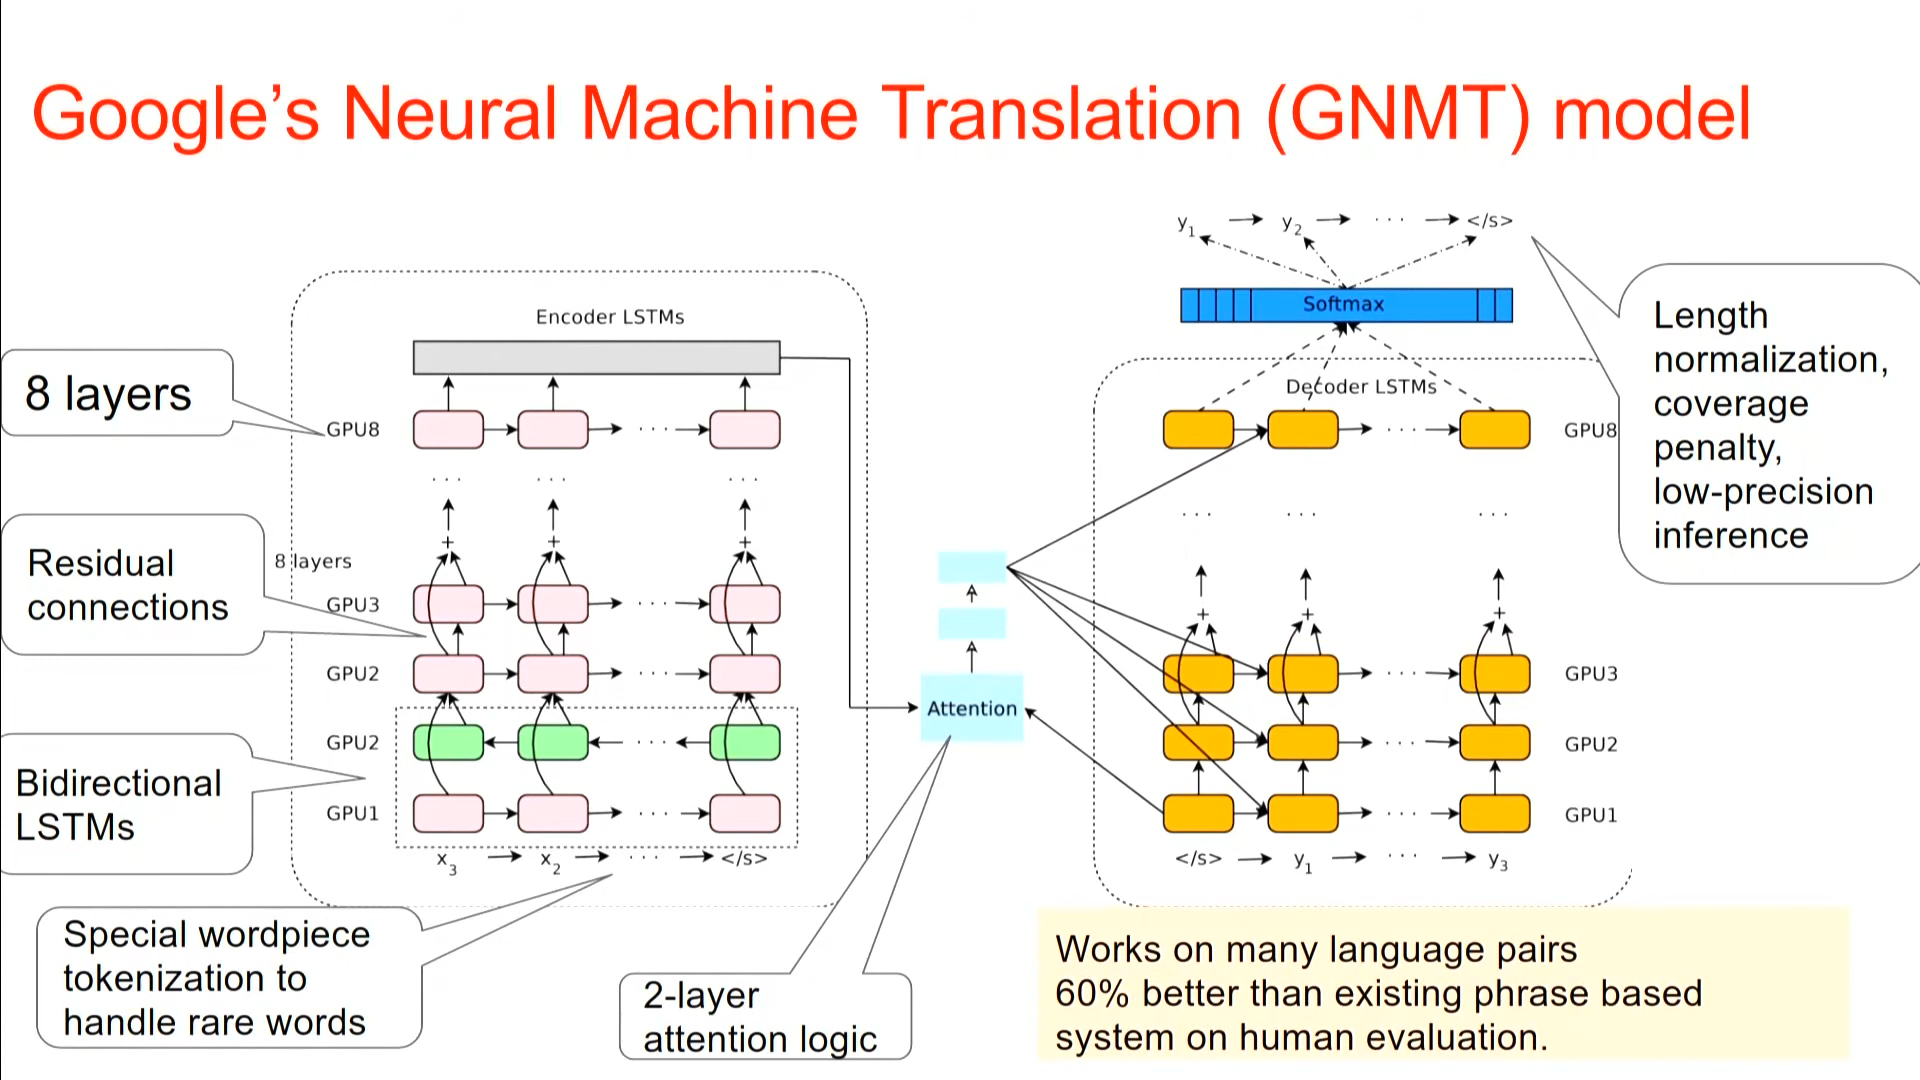 Google’s Neural Machine Translation (GNMT) model
y1 y2 · · · </s>
Softmax
Length
normalization,
coverage
penalty,
low-precision
inference
Encoder LSTMs
Decoder LSTMs
8 layers
GPU8
· · ·
GPU8
· · ·
· · · · · · · · ·
· · · · · · · · ·
Residual
connections
8 layers
+ + +
GPU3
· · ·
+ + +
GPU2
· · ·
GPU3
· · ·
Attention
Bidirectional
LSTMs
GPU2
· · ·
GPU2
· · ·
GPU1
· · ·
GPU1
· · ·
x3 x2 · · · </s>
</s> y1 · · · y3
Special wordpiece
tokenization to
handle rare words
2-layer
attention logic
Works on many language pairs
60% better than existing phrase based
system on human evaluation.